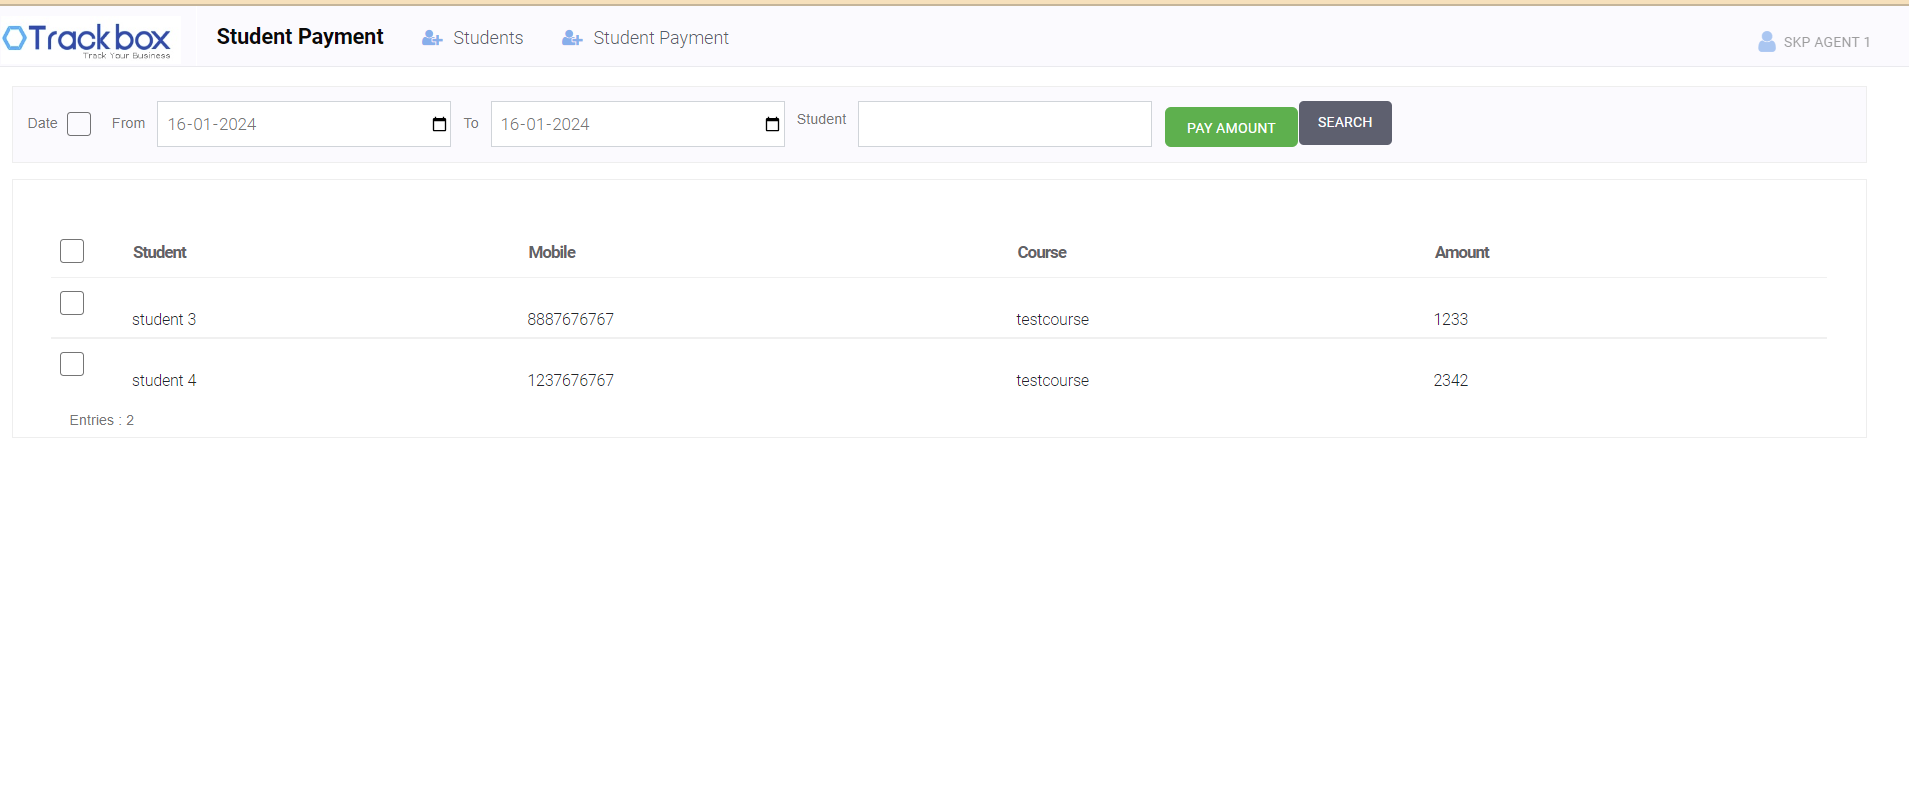 Trackbox
Track Your Business
Student Payment Students Student Payment
SKP AGENT 1
Date From 16-01-2024 To 16-01-2024 Student PAY AMOUNT SEARCH
Student Mobile Course Amount
student 3 8887676767 testcourse 1233
student 4 1237676767 testcourse 2342
Entries : 2